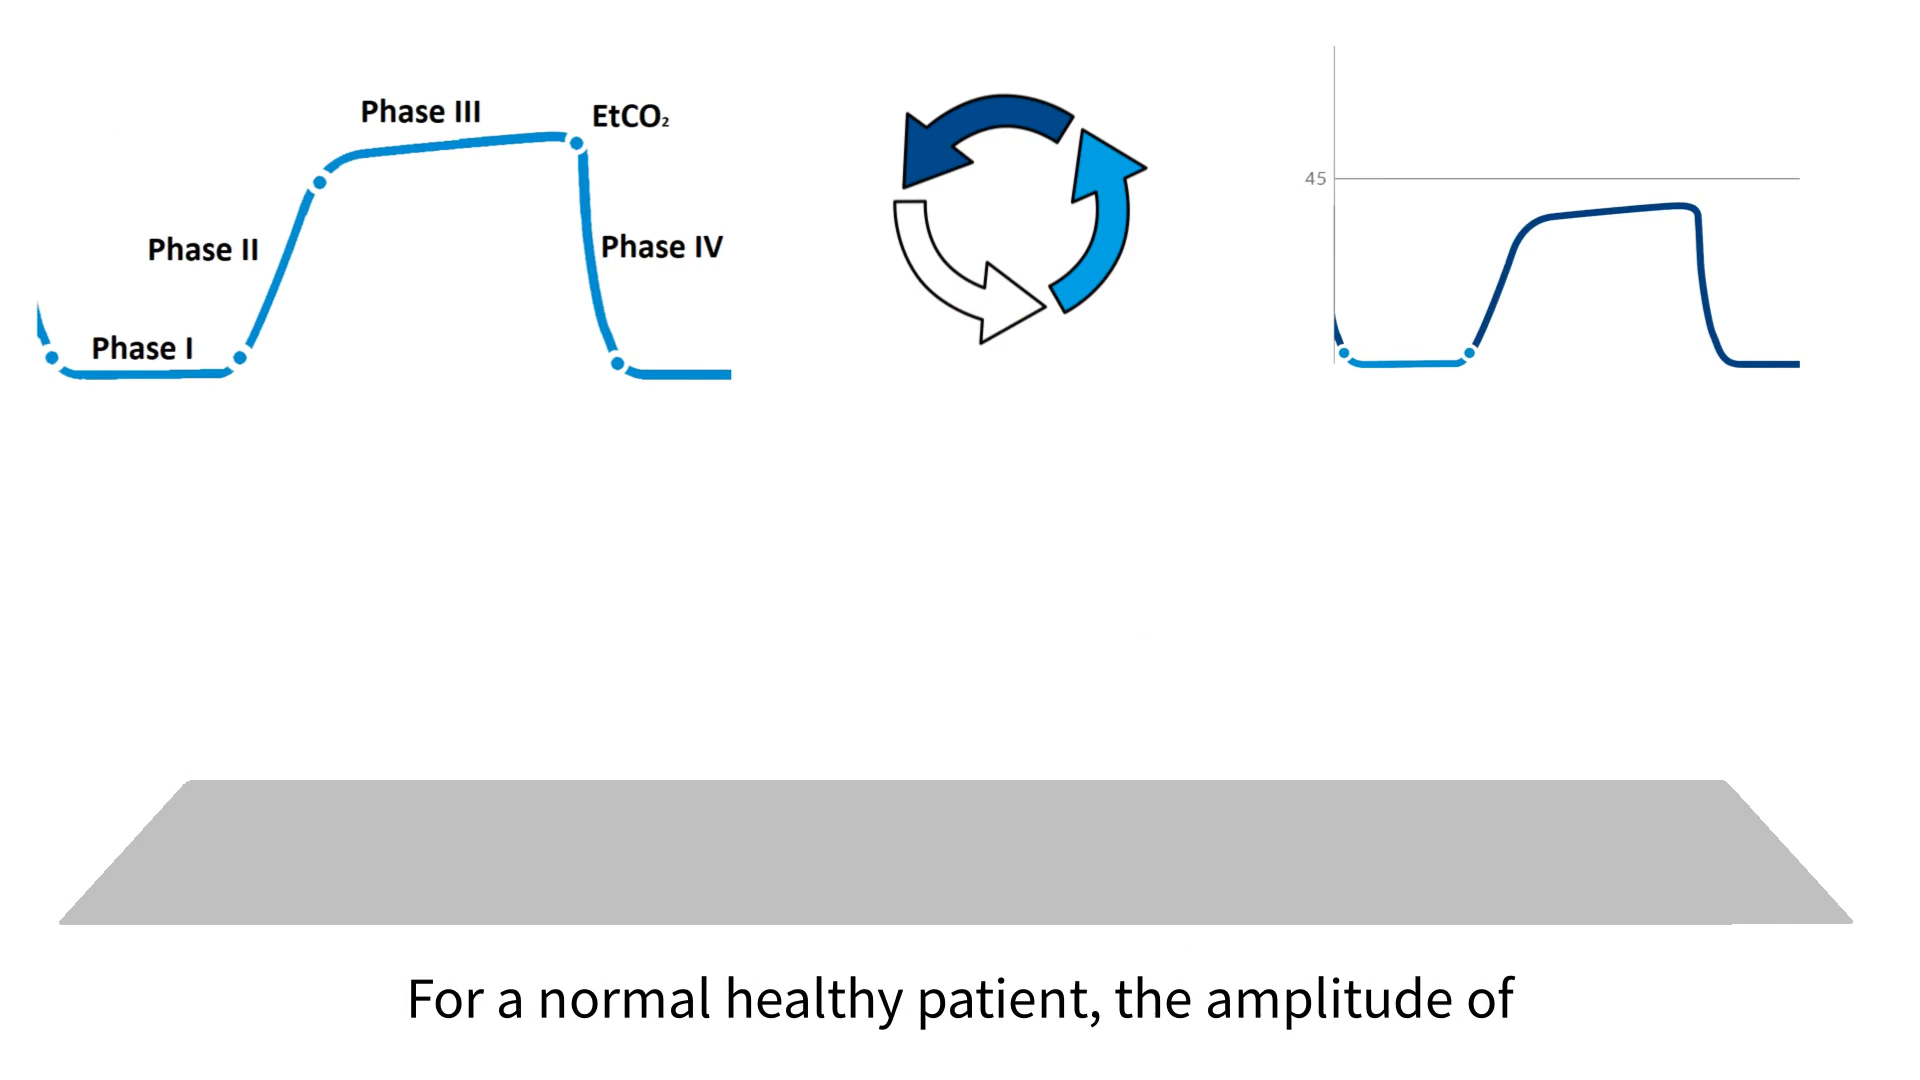 Phase III
EtCO₂
Phase II
Phase IV
Phase I
45
For a normal healthy patient, the amplitude of